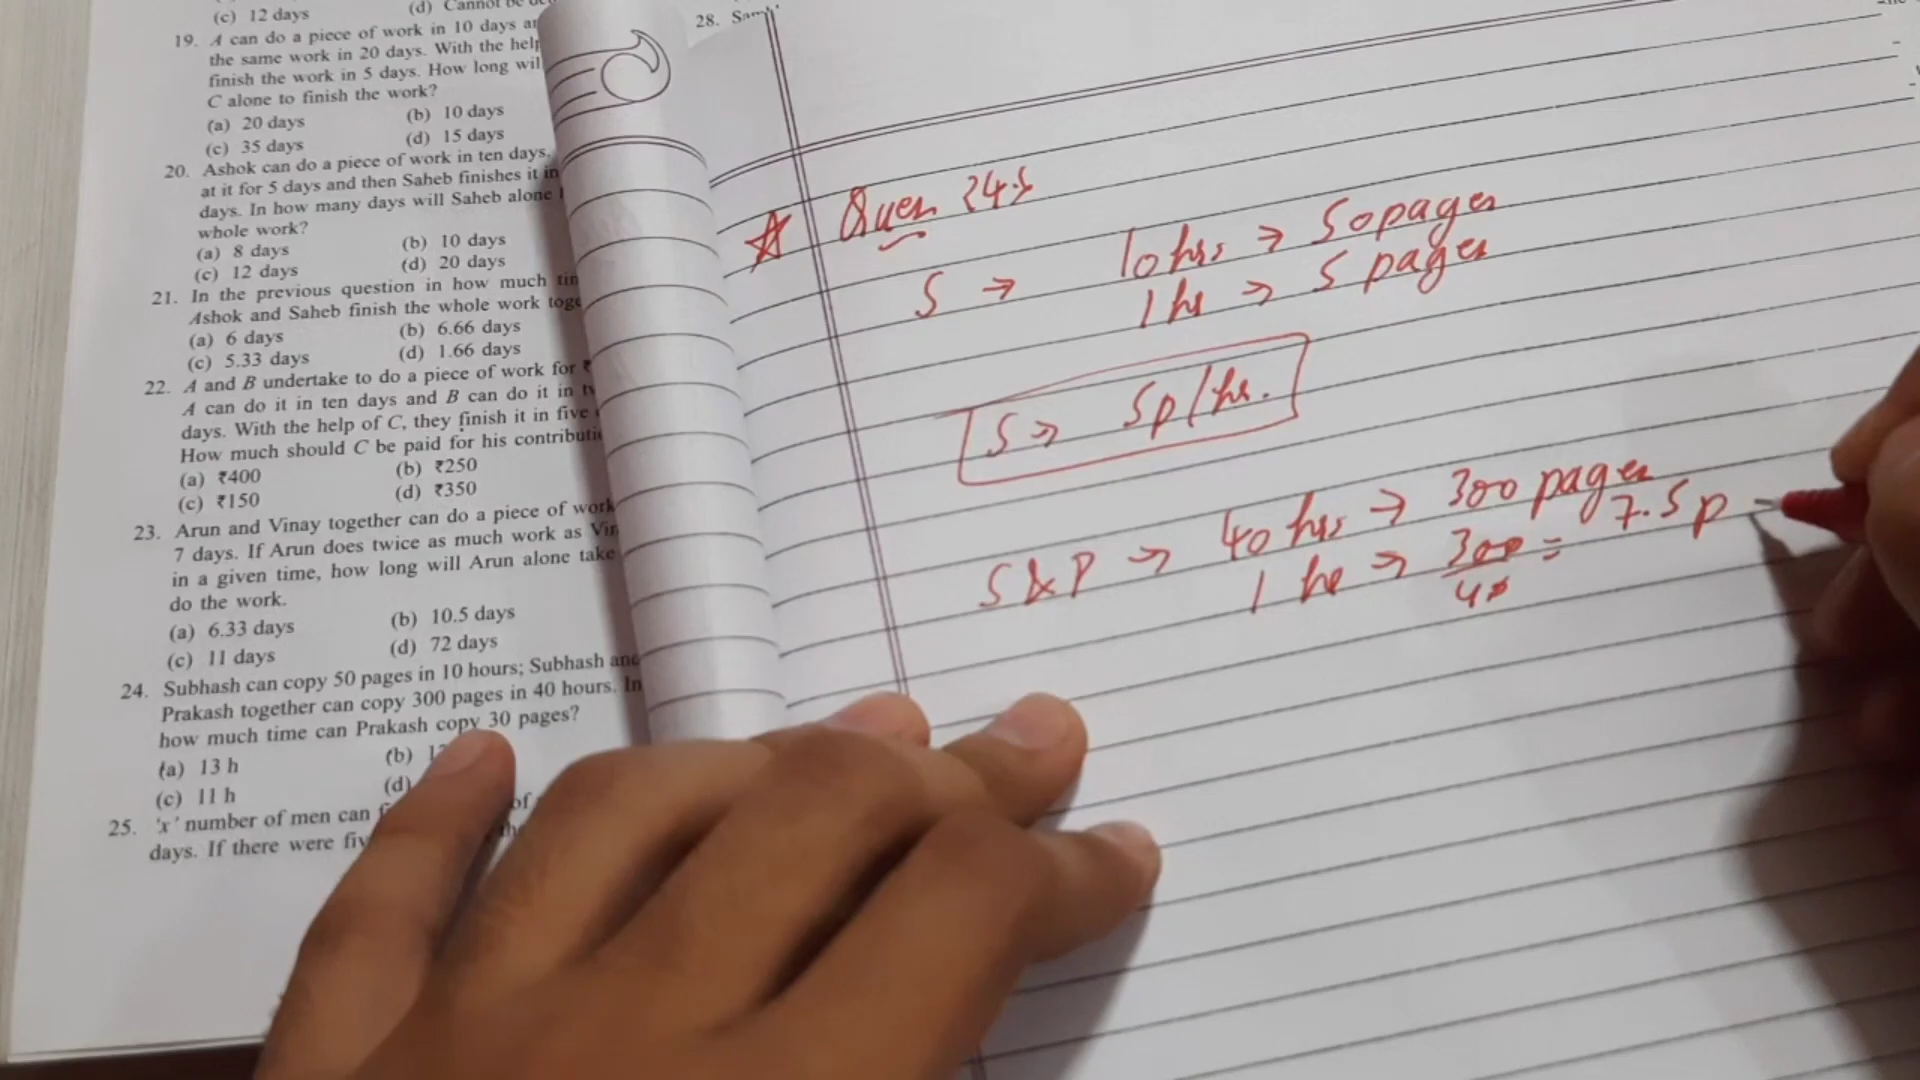 (c) 12 days
(d) Cannot be
19. A can do a piece of work in 10 days
the same work in 20 days. With the help
finish the work in 5 days. How long wil
C alone to finish the work?
(a) 20 days
(b) 10 days
(c) 35 days
(d) 15 days
20. Ashok can do a piece of work in ten days.
at it for 5 days and then Saheb finishes it in
days. In how many days will Saheb alone
whole work?
(a) 8 days
(b) 10 days
(c) 12 days
(d) 20 days
21. In the previous question in how much tim
Ashok and Saheb finish the whole work toge
(a) 6 days
(b) 6.66 days
(c) 5.33 days
(d) 1.66 days
22. A and B undertake to do a piece of work for ₹
A can do it in ten days and B can do it in tw
days. With the help of C, they finish it in five
How much should C be paid for his contributi
(a) ₹400
(b) ₹250
(c) ₹150
(d) ₹350
23. Arun and Vinay together can do a piece of work
7 days. If Arun does twice as much work as Vin
in a given time, how long will Arun alone take
do the work.
(a) 6.33 days
(b) 10.5 days
(c) 11 days
(d) 72 days
24. Subhash can copy 50 pages in 10 hours; Subhash and
Prakash together can copy 300 pages in 40 hours. In
how much time can Prakash copy 30 pages?
(a) 13 h
(b) 1
(c) 11 h
(d)
25. 'x' number of men can
of
days. If there were fiv
28.
Ques 24.
S → 10 hrs → 50 pages
1 hr → 5 pages
S → 5p/hr.
S & P → 40 hrs → 300 pages
1 hr → 300/40 = 7.5 p